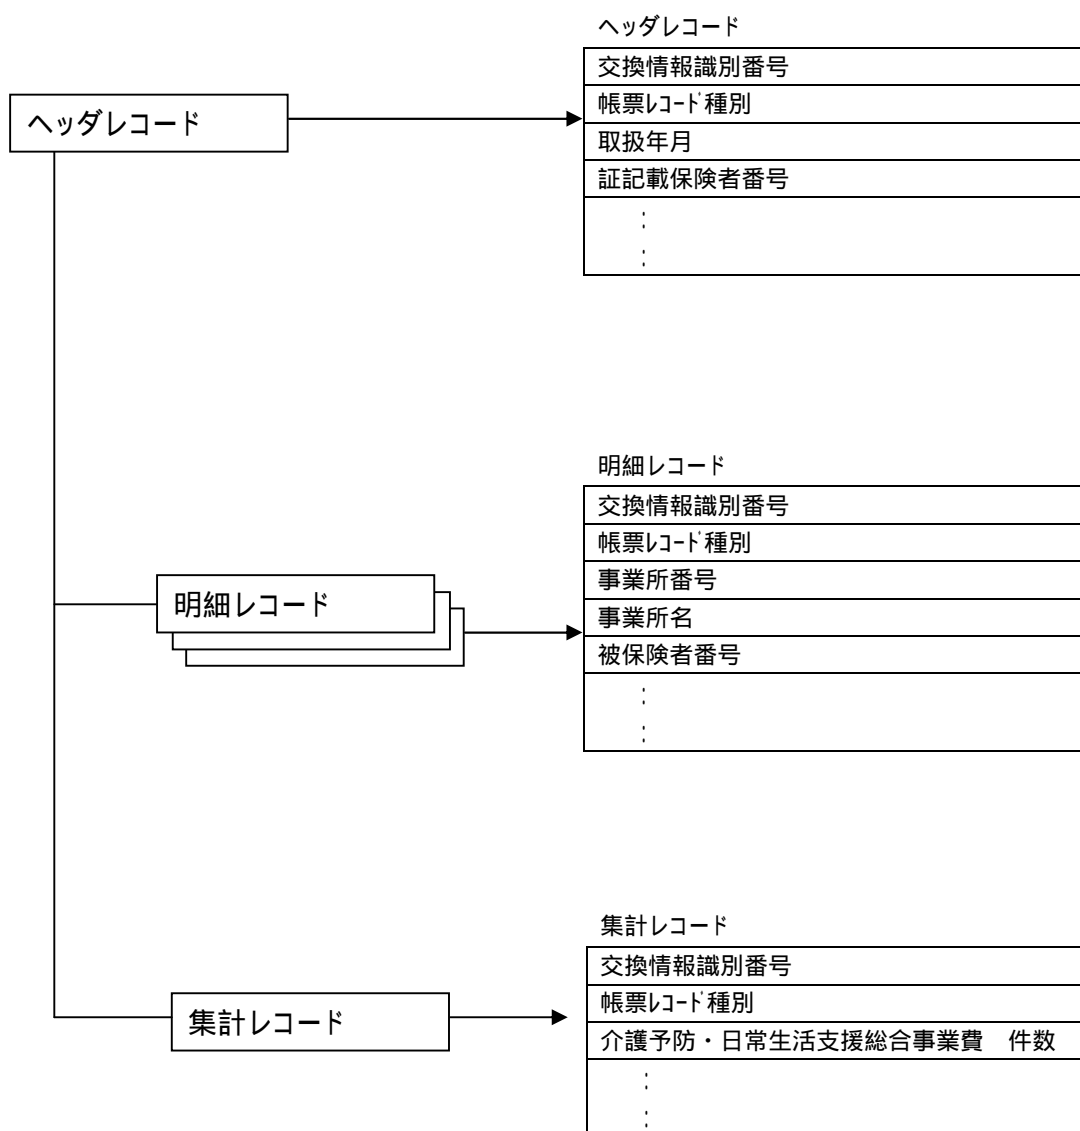 ヘッダレコード
交換情報識別番号
ヘッダレコード
帳票ﾚｺｰﾄﾞ種別
取扱年月
証記載保険者番号
:
:
明細レコード
交換情報識別番号
帳票ﾚｺｰﾄﾞ種別
事業所番号
明細レコード
事業所名
被保険者番号
:
:
集計レコード
交換情報識別番号
帳票ﾚｺｰﾄﾞ種別
集計レコード
介護予防・日常生活支援総合事業費　件数
:
: